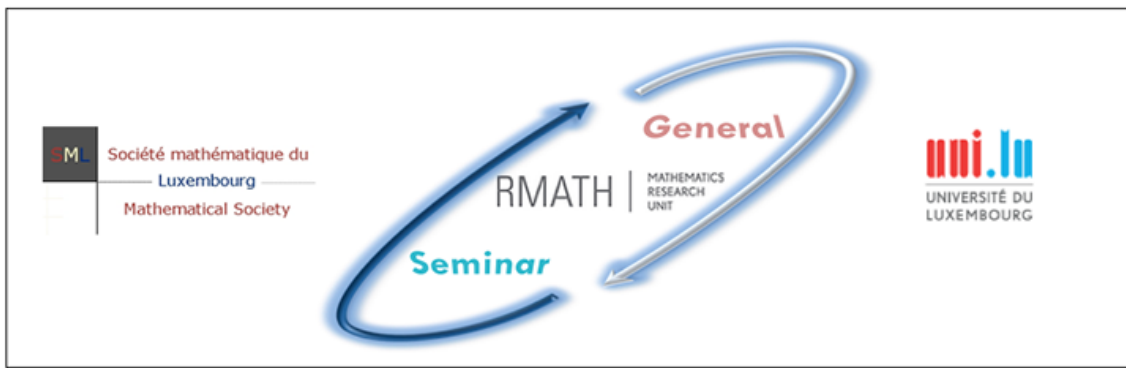 SML
Société mathématique du
Luxembourg
Mathematical Society
General
RMATH
MATHEMATICS
RESEARCH
UNIT
Seminar
uni.lu
UNIVERSITÉ DU
LUXEMBOURG